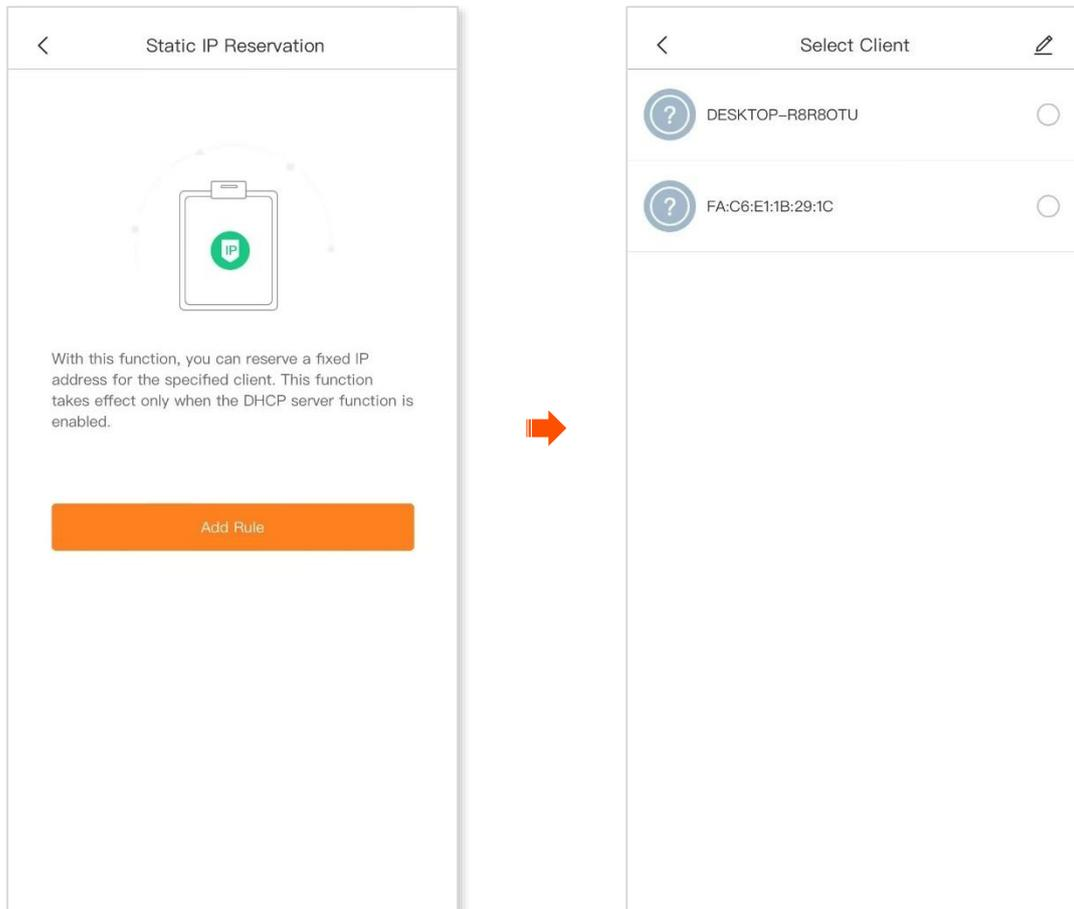 Static IP Reservation
IP
With this function, you can reserve a fixed IP
address for the specified client. This function
takes effect only when the DHCP server function is
enabled.
Add Rule
Select Client
?
DESKTOP-R8R8OTU
?
FA:C6:E1:1B:29:1C